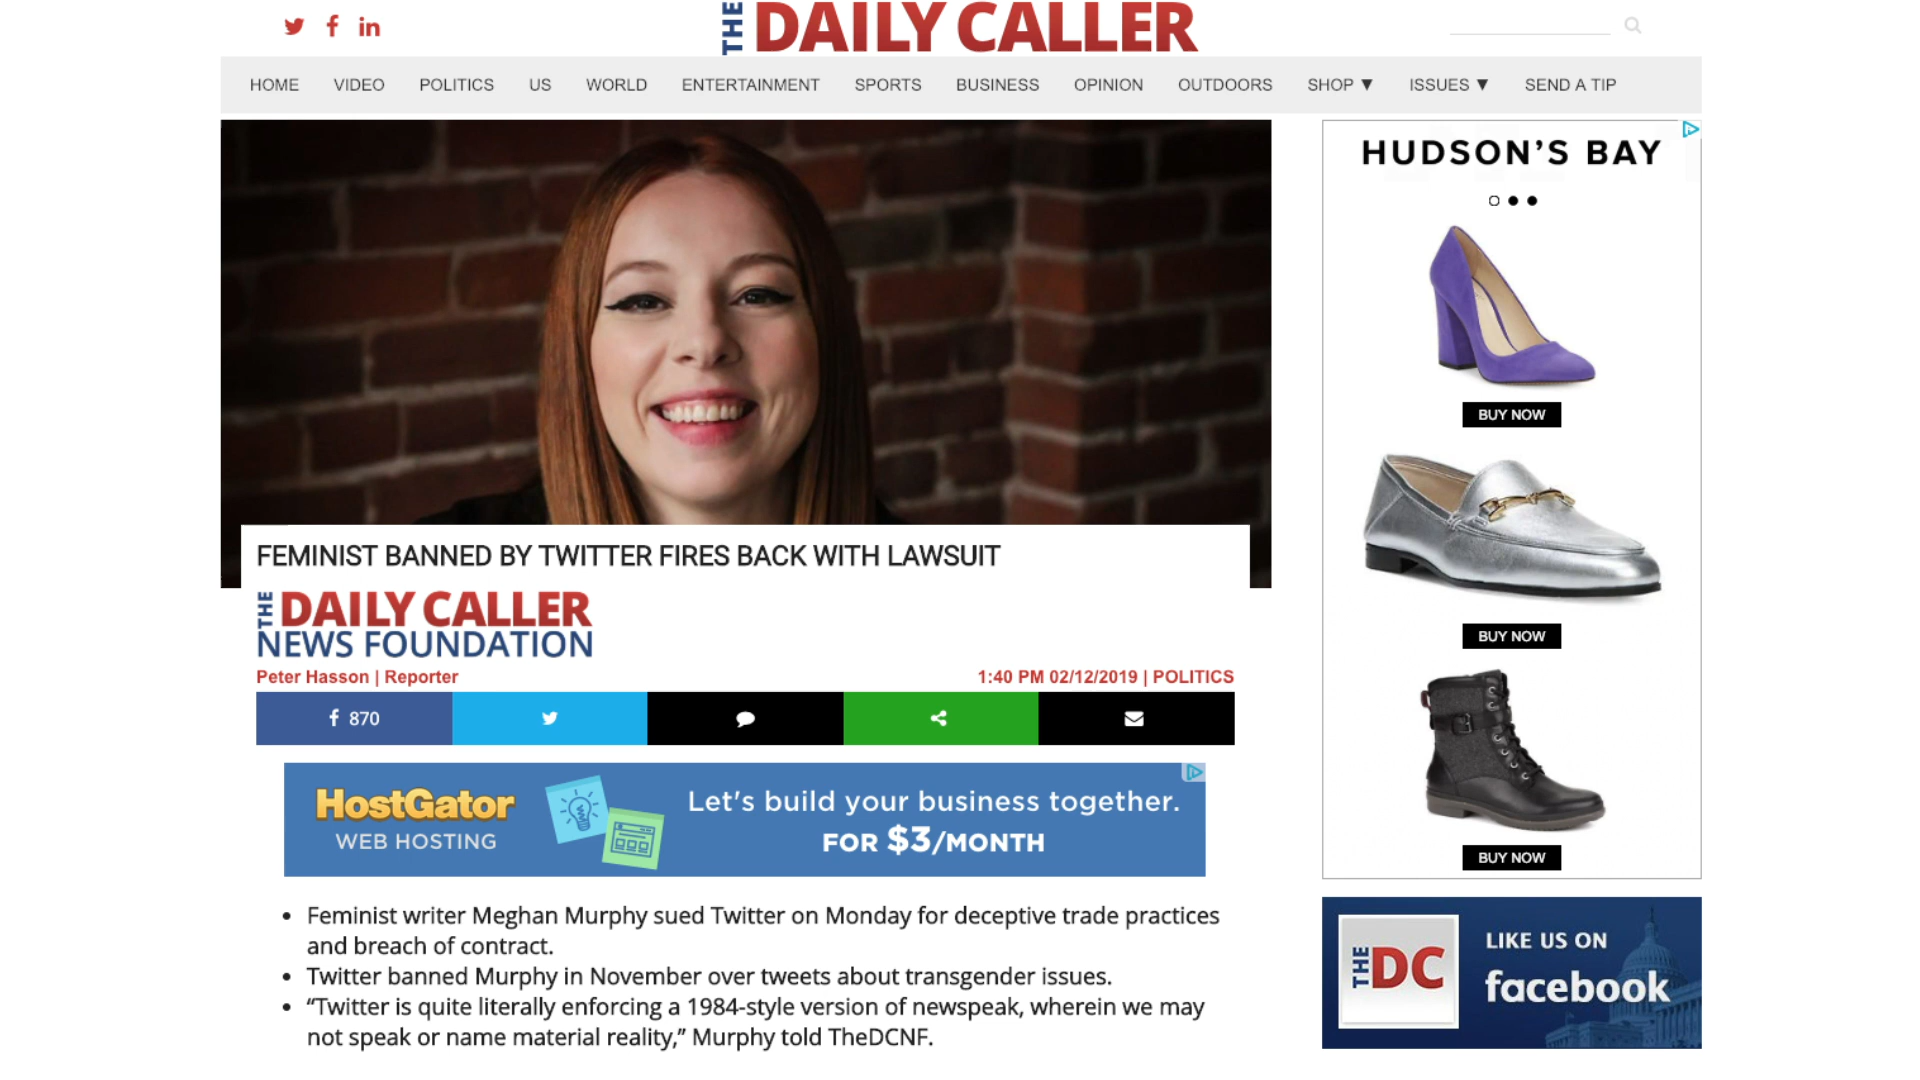 THE DAILY CALLER
HOME VIDEO POLITICS US WORLD ENTERTAINMENT SPORTS BUSINESS OPINION OUTDOORS SHOP ▼ ISSUES ▼ SEND A TIP
FEMINIST BANNED BY TWITTER FIRES BACK WITH LAWSUIT
THE DAILY CALLER
NEWS FOUNDATION
Peter Hasson | Reporter
1:40 PM 02/12/2019 | POLITICS
870
HostGator
WEB HOSTING
Let's build your business together.
FOR $3/MONTH
• Feminist writer Meghan Murphy sued Twitter on Monday for deceptive trade practices
and breach of contract.
• Twitter banned Murphy in November over tweets about transgender issues.
• “Twitter is quite literally enforcing a 1984-style version of newspeak, wherein we may
not speak or name material reality,” Murphy told TheDCNF.
HUDSON'S BAY
BUY NOW
BUY NOW
BUY NOW
THE DC
LIKE US ON
facebook